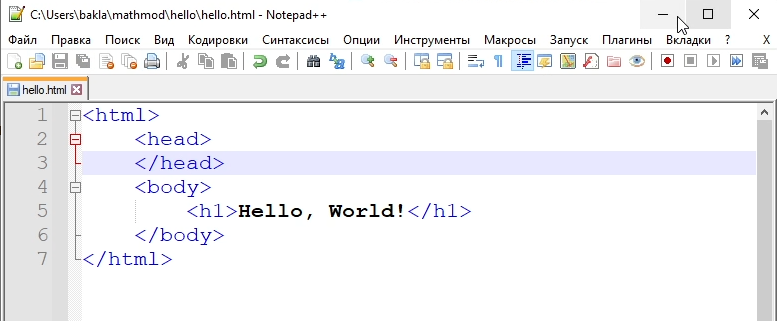 C:\Users\bakla\mathmod\hello\hello.html - Notepad++
Файл Правка Поиск Вид Кодировки Синтаксисы Опции Инструменты Макросы Запуск Плагины Вкладки ? X
hello.html
1 <html>
2 <head>
3 </head>
4 <body>
5 <h1>Hello, World!</h1>
6 </body>
7 </html>